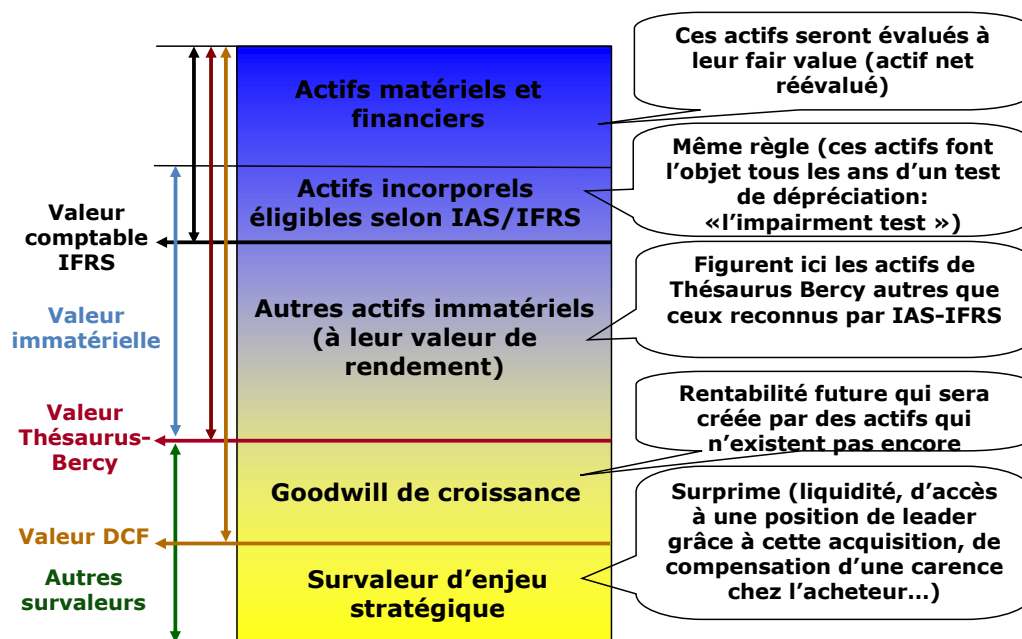 Ces actifs seront évalués à
leur fair value (actif net
réévalué)
Actifs matériels et
financiers
Même règle (ces actifs font
l’objet tous les ans d’un test
de dépréciation:
«l’impairment test »)
Actifs incorporels
éligibles selon IAS/IFRS
Valeur
comptable
IFRS
Figurent ici les actifs de
Thésaurus Bercy autres que
ceux reconnus par IAS-IFRS
Autres actifs immatériels
(à leur valeur de
rendement)
Valeur
immatérielle
Rentabilité future qui sera
créée par des actifs qui
n’existent pas encore
Valeur
Thésaurus-
Bercy
Goodwill de croissance
Surprime (liquidité, d’accès
à une position de leader
grâce à cette acquisition, de
compensation d’une carence
chez l’acheteur…)
Valeur DCF
Autres
survaleurs
Survaleur d’enjeu
stratégique